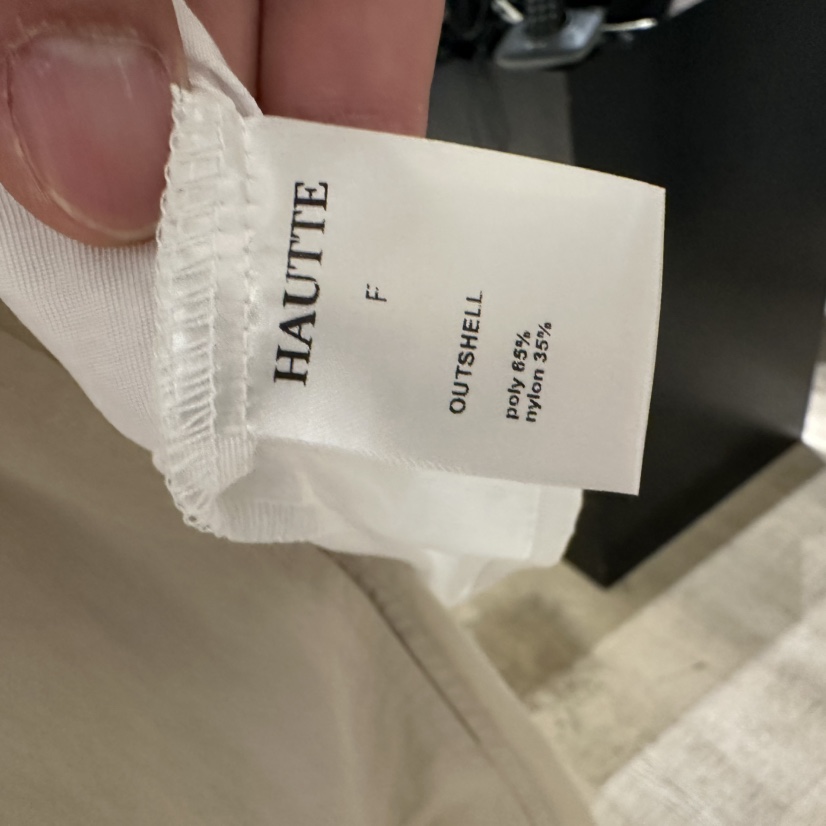 HAUTTE
F
OUTSHELL
poly 65%
nylon 35%